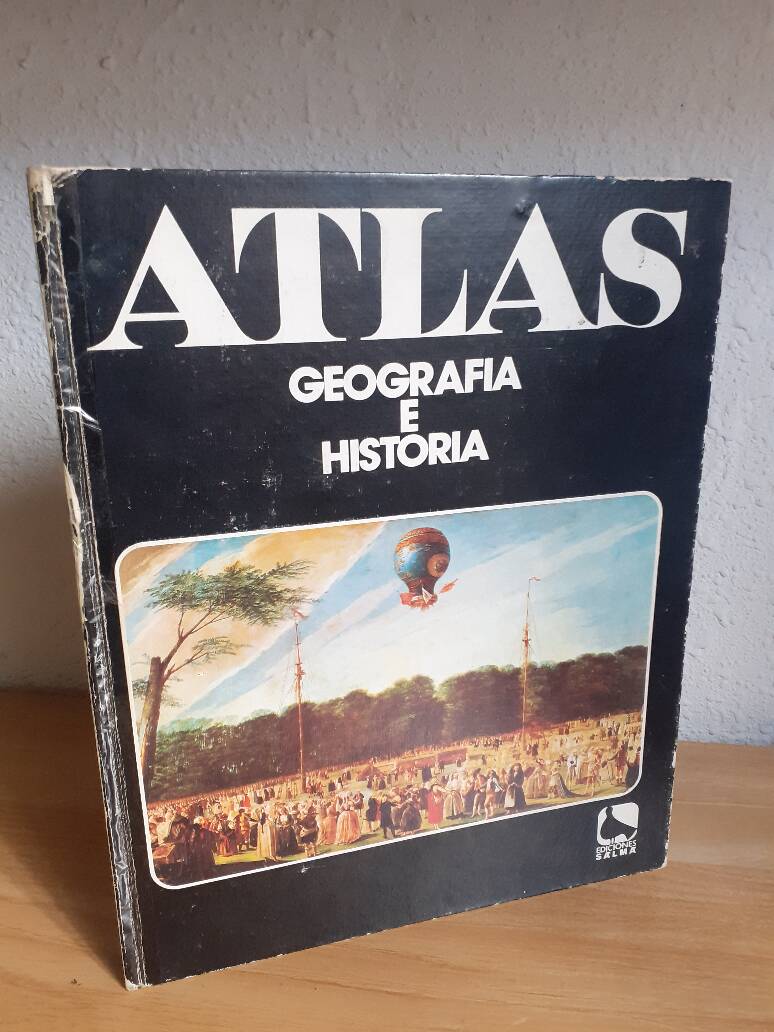 ATLAS
GEOGRAFIA
E
HISTORIA
EDICIONES
SALMA